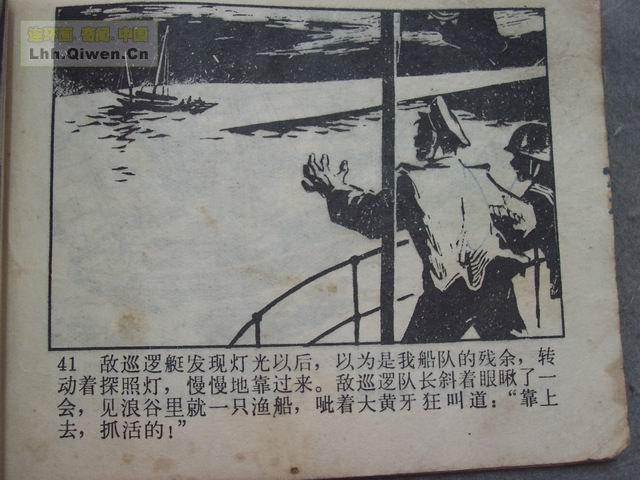 连环画.看闻.中国
Lhh.Qiwen.Cn
41 敌巡逻艇发现灯光以后，以为是我船队的残余，转
动着探照灯，慢慢地靠过来。敌巡逻队长斜着眼瞅了一
会，见浪谷里就一只渔船，呲着大黄牙狂叫道：“靠上
去，抓活的！”